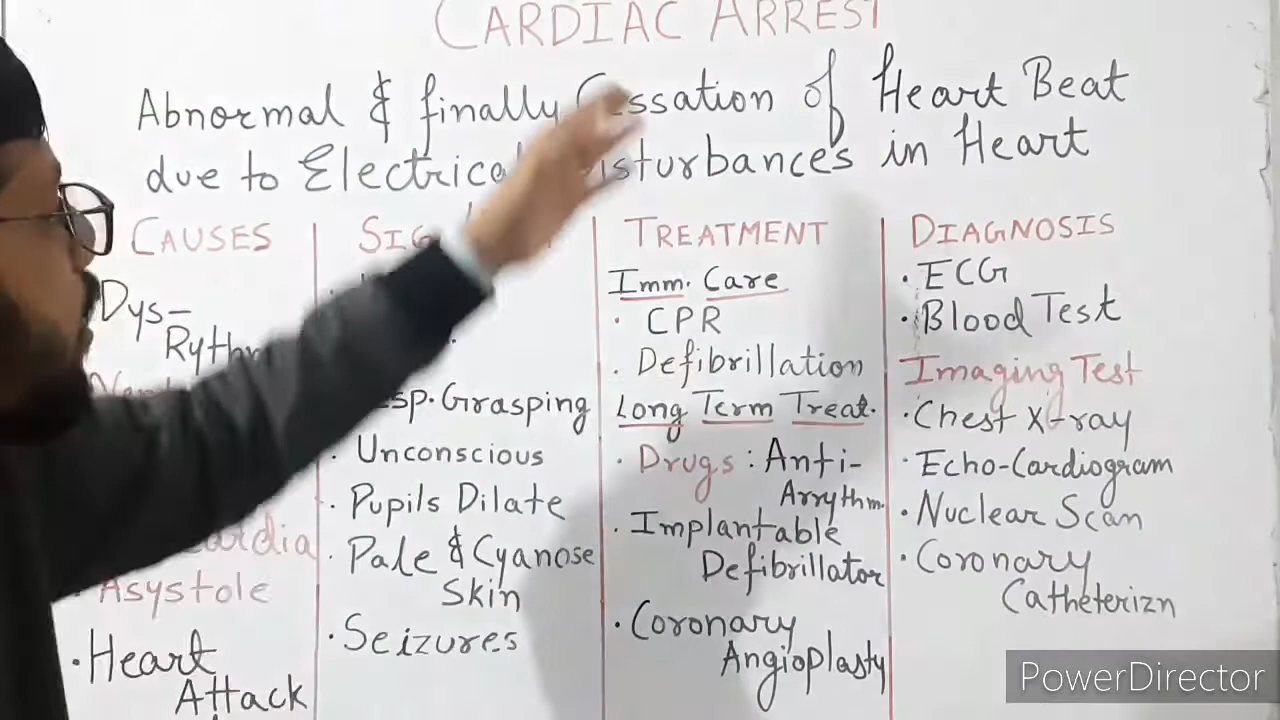 CARDIAC ARREST
Abnormal & finally Cessation of Heart Beat
due to Electrical Disturbances in Heart
CAUSES
Dys-
Rythm
Asystole
· Heart
Attack
Grasping
· Unconscious
· Pupils Dilate
· Pale & Cyanose
Skin
· Seizures
TREATMENT
Imm. Care
· CPR
· Defibrillation
Long Term Treat.
· Drugs : Anti-
Arrythm.
· Implantable
Defibrillator
· Coronary
Angioplasty
DIAGNOSIS
· ECG
· Blood Test
Imaging Test
· Chest X-ray
· Echo-Cardiogram
· Nuclear Scan
· Coronary
Catheterizn
PowerDirector